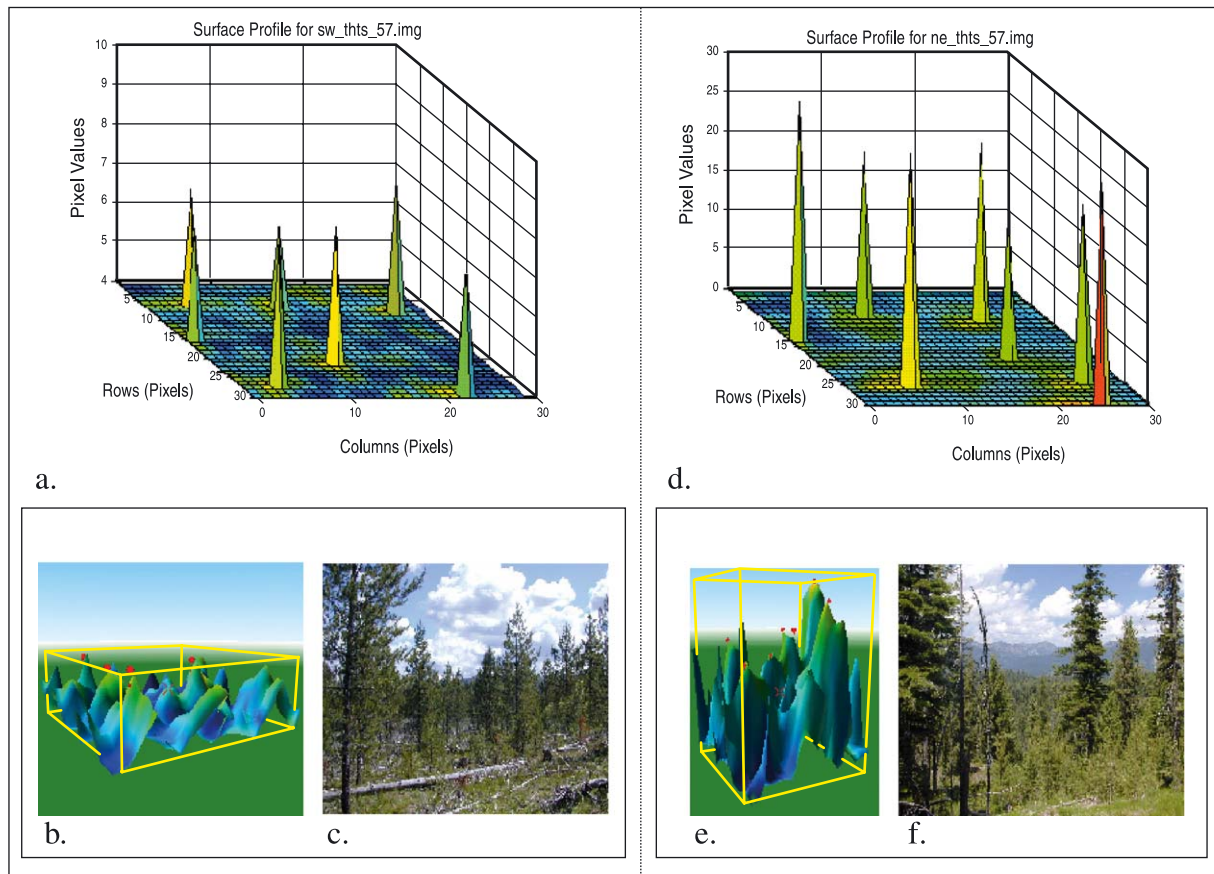 Surface Profile for sw_thts_57.img
10
9
8
7
6
5
4
Pixel Values
5
10
15
20
25
30
Rows (Pixels)
0
10
20
30
Columns (Pixels)
a.
Surface Profile for ne_thts_57.img
30
25
20
15
10
5
0
Pixel Values
5
10
15
20
25
30
Rows (Pixels)
0
10
20
30
Columns (Pixels)
d.
b.
c.
e.
f.